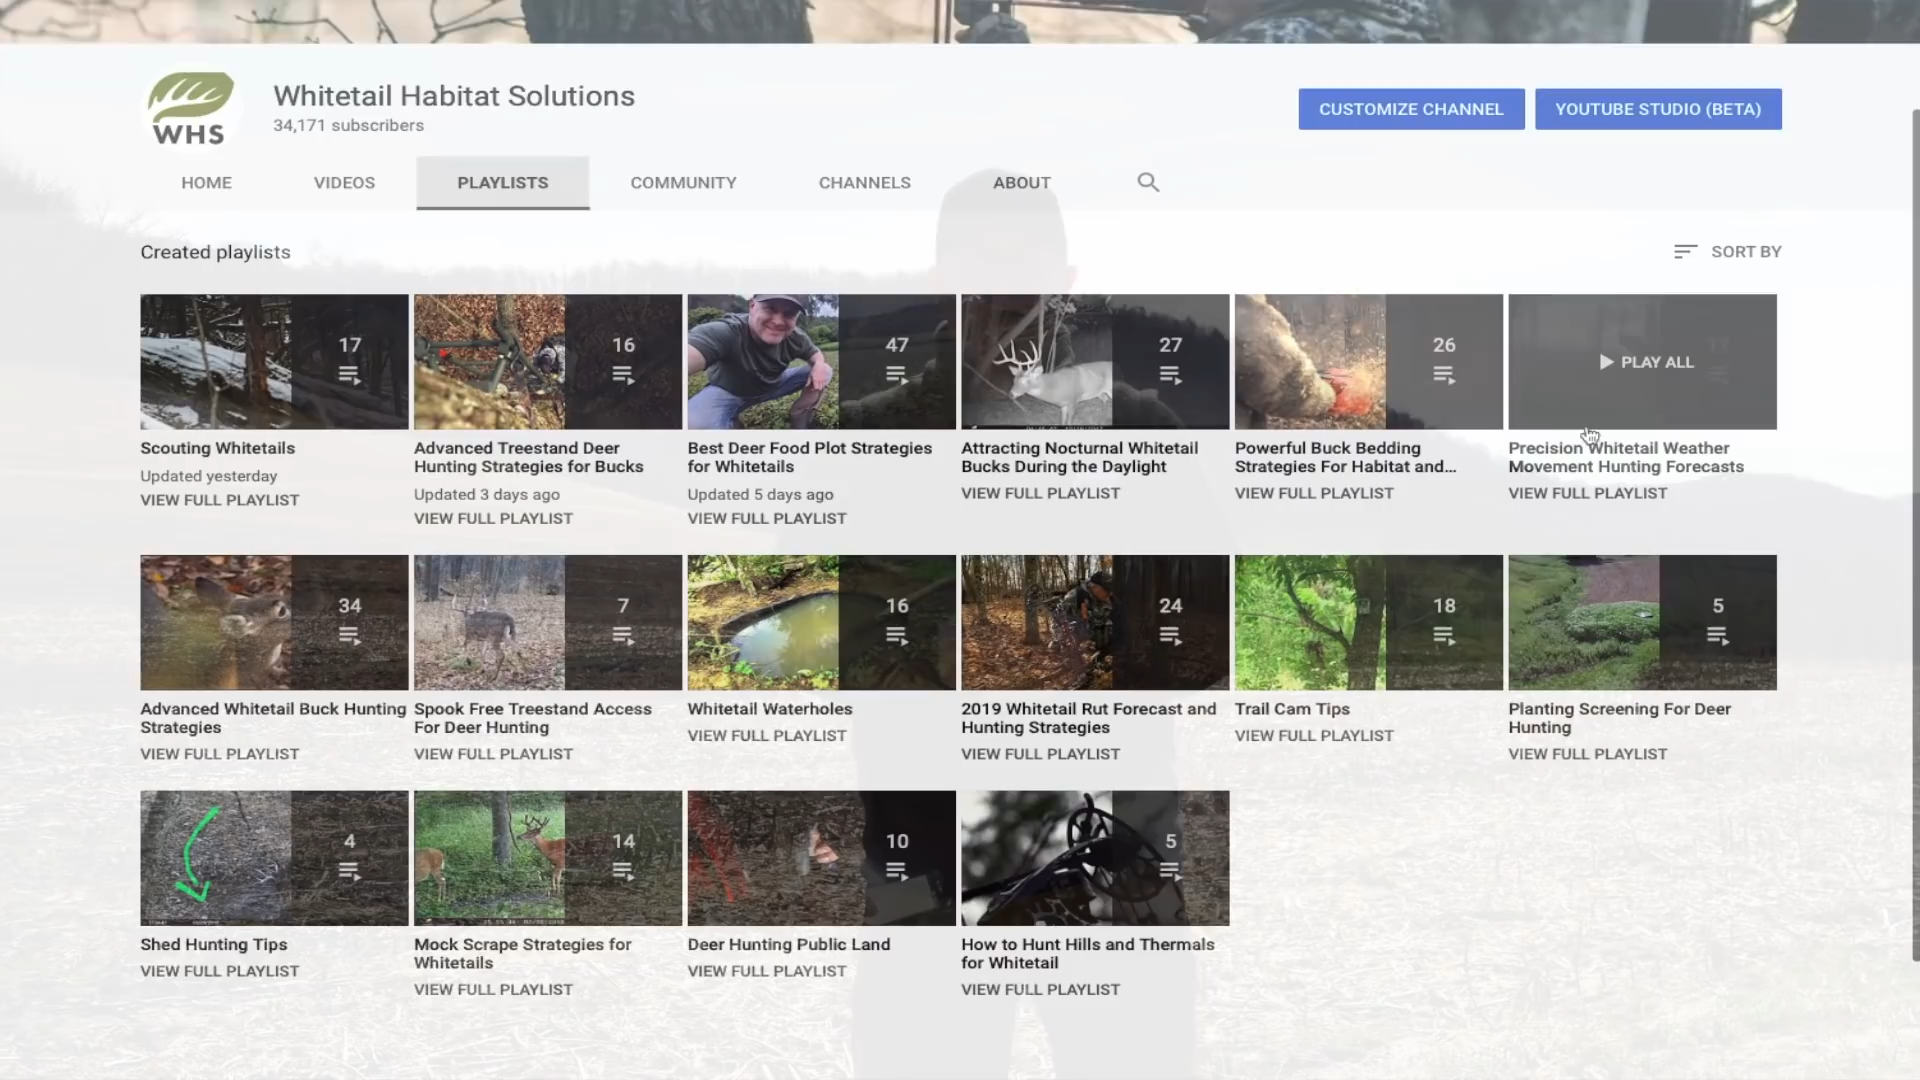 WHS
Whitetail Habitat Solutions
34,171 subscribers
CUSTOMIZE CHANNEL
YOUTUBE STUDIO (BETA)
HOME
VIDEOS
PLAYLISTS
COMMUNITY
CHANNELS
ABOUT
Created playlists
SORT BY
17
16
47
27
26
PLAY ALL
Scouting Whitetails
Updated yesterday
VIEW FULL PLAYLIST
Advanced Treestand Deer
Hunting Strategies for Bucks
Updated 3 days ago
VIEW FULL PLAYLIST
Best Deer Food Plot Strategies
for Whitetails
Updated 5 days ago
VIEW FULL PLAYLIST
Attracting Nocturnal Whitetail
Bucks During the Daylight
VIEW FULL PLAYLIST
Powerful Buck Bedding
Strategies For Habitat and...
VIEW FULL PLAYLIST
Precision Whitetail Weather
Movement Hunting Forecasts
VIEW FULL PLAYLIST
34
7
16
24
18
5
Advanced Whitetail Buck Hunting
Strategies
VIEW FULL PLAYLIST
Spook Free Treestand Access
For Deer Hunting
VIEW FULL PLAYLIST
Whitetail Waterholes
VIEW FULL PLAYLIST
2019 Whitetail Rut Forecast and
Hunting Strategies
VIEW FULL PLAYLIST
Trail Cam Tips
VIEW FULL PLAYLIST
Planting Screening For Deer
Hunting
VIEW FULL PLAYLIST
4
14
10
5
Shed Hunting Tips
VIEW FULL PLAYLIST
Mock Scrape Strategies for
Whitetails
VIEW FULL PLAYLIST
Deer Hunting Public Land
VIEW FULL PLAYLIST
How to Hunt Hills and Thermals
for Whitetail
VIEW FULL PLAYLIST